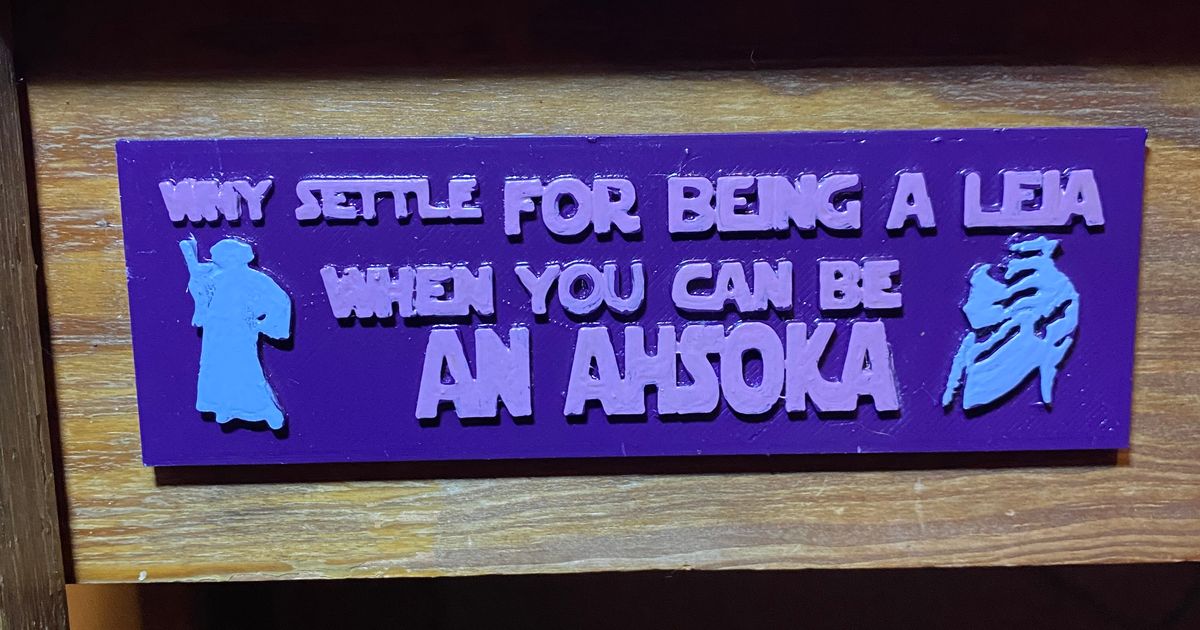 WHY SETTLE FOR BEING A LEIA
WHEN YOU CAN BE
AN AHSOKA